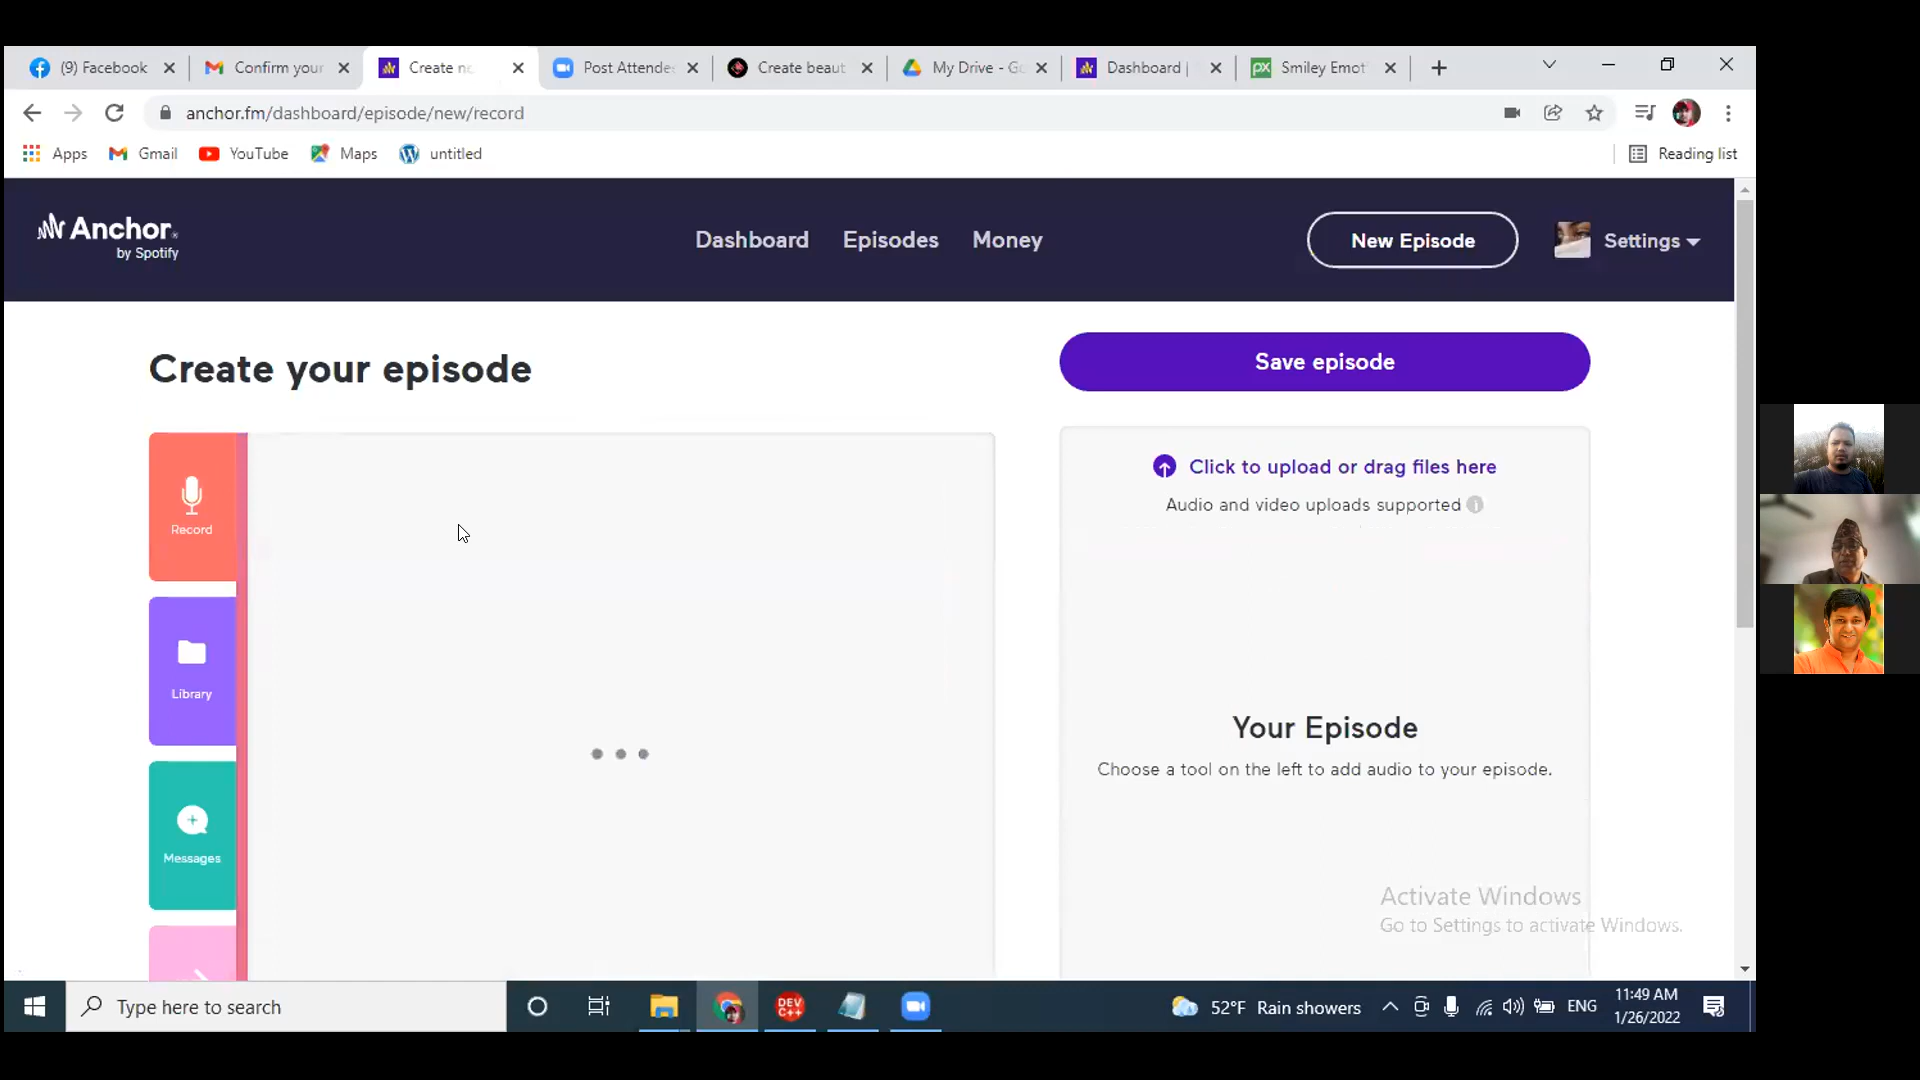 (9) Facebook
Confirm your
Create n
Post Attende
Create beaut
My Drive - Go
Dashboard |
Smiley Emot
anchor.fm/dashboard/episode/new/record
Apps
Gmail
YouTube
Maps
untitled
Reading list
Anchor
by Spotify
Dashboard
Episodes
Money
New Episode
Settings
Create your episode
Save episode
Record
Library
Messages
Click to upload or drag files here
Audio and video uploads supported
Your Episode
Choose a tool on the left to add audio to your episode.
Activate Windows
Go to Settings to activate Windows.
Type here to search
DEV
C++
52°F Rain showers
ENG
11:49 AM
1/26/2022